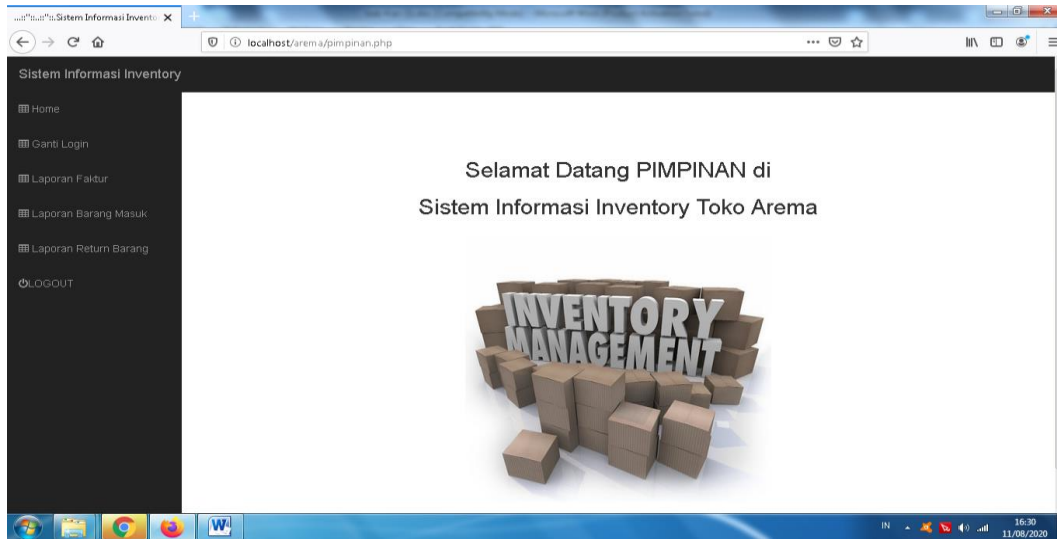 ...::"::..::"::.Sistem Informasi Invento
localhost/arema/pimpinan.php
Sistem Informasi Inventory
Home
Ganti Login
Laporan Faktur
Laporan Barang Masuk
Laporan Return Barang
LOGOUT
Selamat Datang PIMPINAN di
Sistem Informasi Inventory Toko Arema
INVENTORY
MANAGEMENT
IN
16:30
11/08/2020